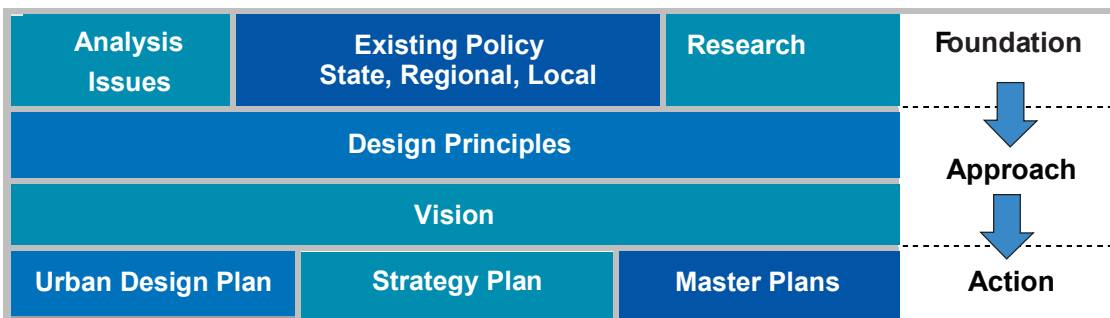 Analysis
Issues
Existing Policy
State, Regional, Local
Research
Foundation
Design Principles
Approach
Vision
Urban Design Plan
Strategy Plan
Master Plans
Action